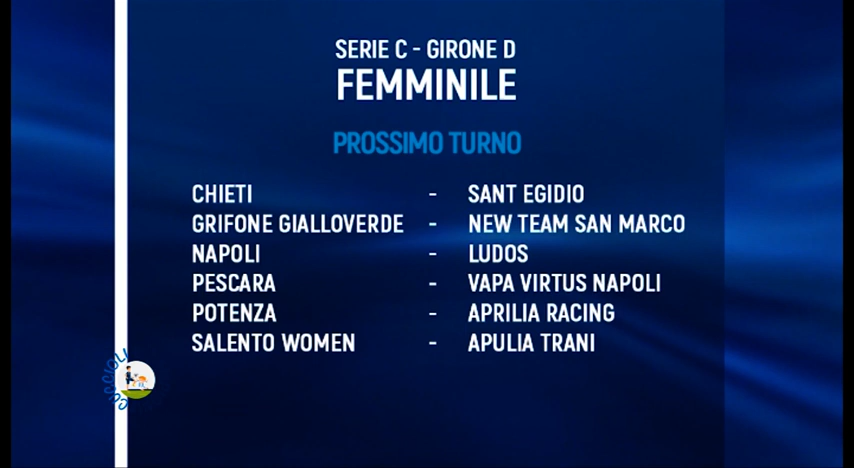 SERIE C - GIRONE D
FEMMINILE
PROSSIMO TURNO
CHIETI - SANT EGIDIO
GRIFONE GIALLOVERDE - NEW TEAM SAN MARCO
NAPOLI - LUDOS
PESCARA - VAPA VIRTUS NAPOLI
POTENZA - APRILIA RACING
SALENTO WOMEN - APULIA TRANI